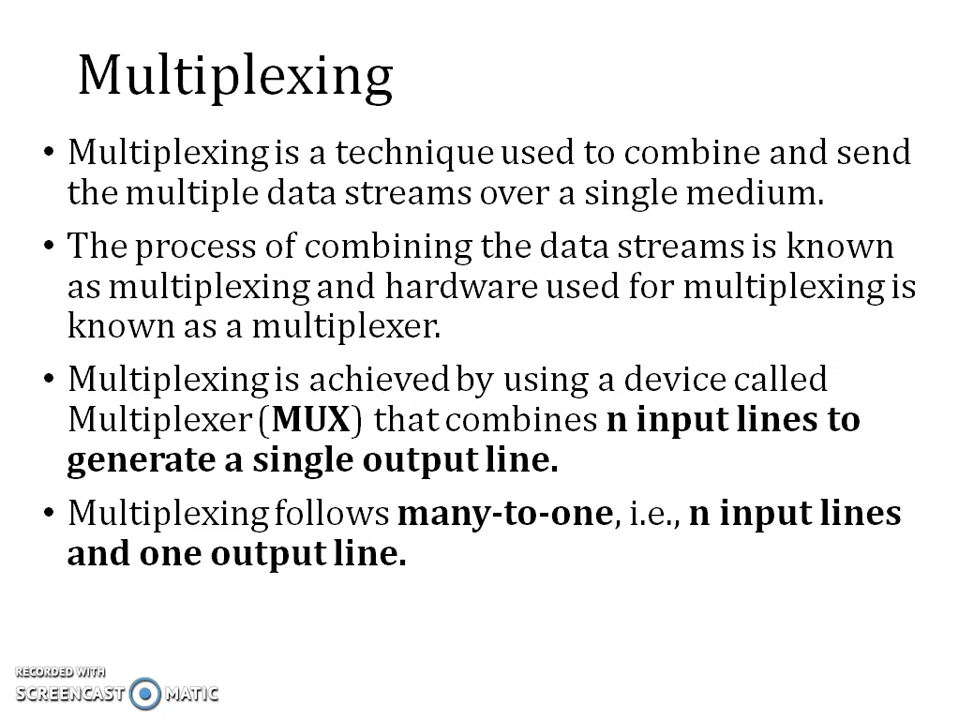 Multiplexing
• Multiplexing is a technique used to combine and send
the multiple data streams over a single medium.
• The process of combining the data streams is known
as multiplexing and hardware used for multiplexing is
known as a multiplexer.
• Multiplexing is achieved by using a device called
Multiplexer (MUX) that combines n input lines to
generate a single output line.
• Multiplexing follows many-to-one, i.e., n input lines
and one output line.
RECORDED WITH
SCREENCAST MATIC